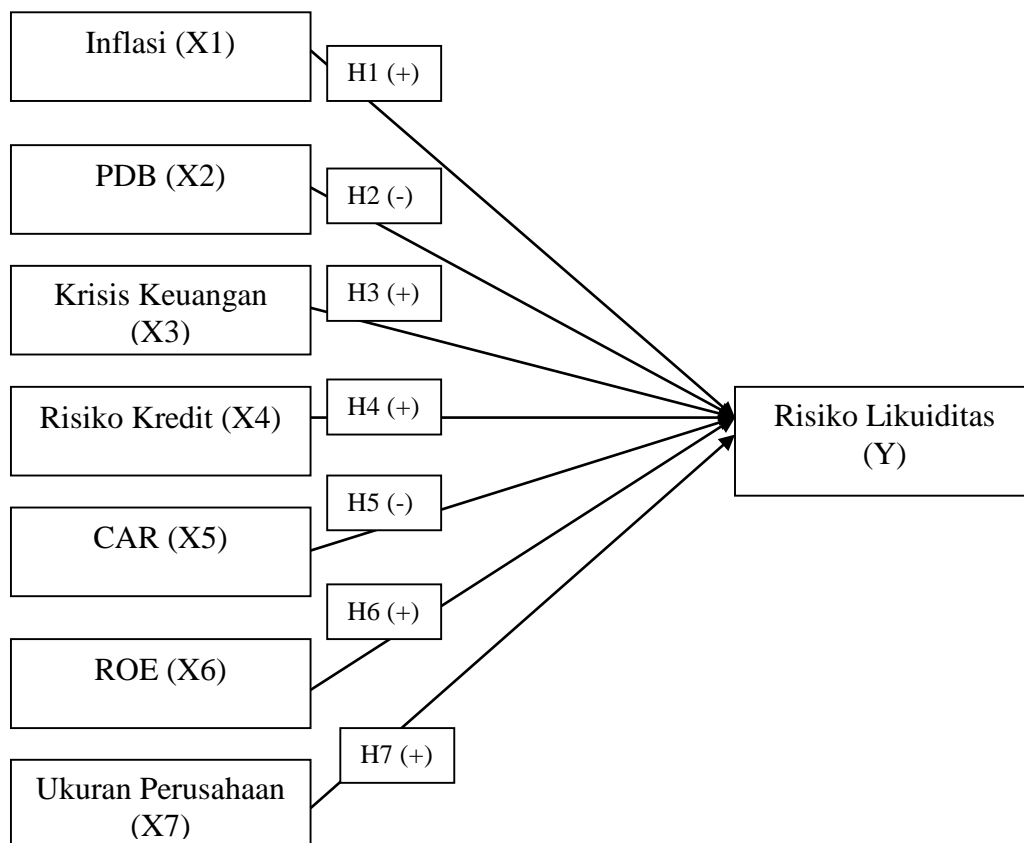 Inflasi (X1)
H1 (+)
PDB (X2)
H2 (-)
Krisis Keuangan
(X3)
H3 (+)
Risiko Kredit (X4)
H4 (+)
Risiko Likuiditas
(Y)
H5 (-)
CAR (X5)
H6 (+)
ROE (X6)
H7 (+)
Ukuran Perusahaan
(X7)